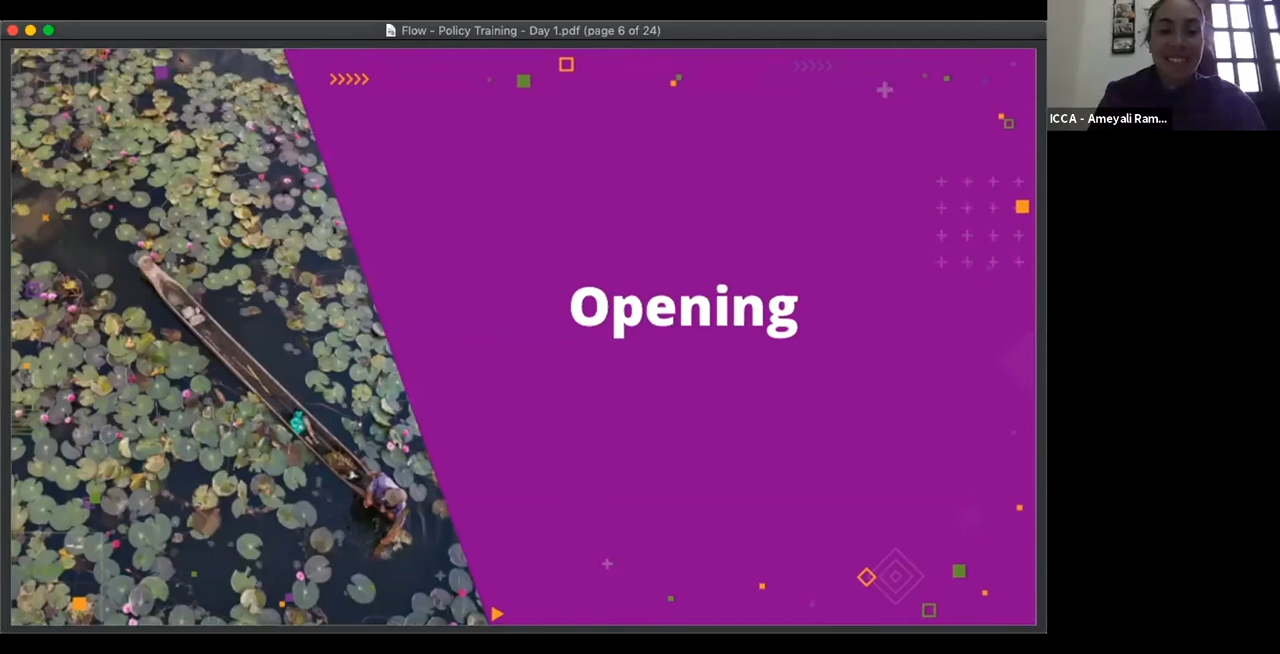 Flow - Policy Training - Day 1.pdf (page 6 of 24)
Opening
ICCA - Ameyali Ram...